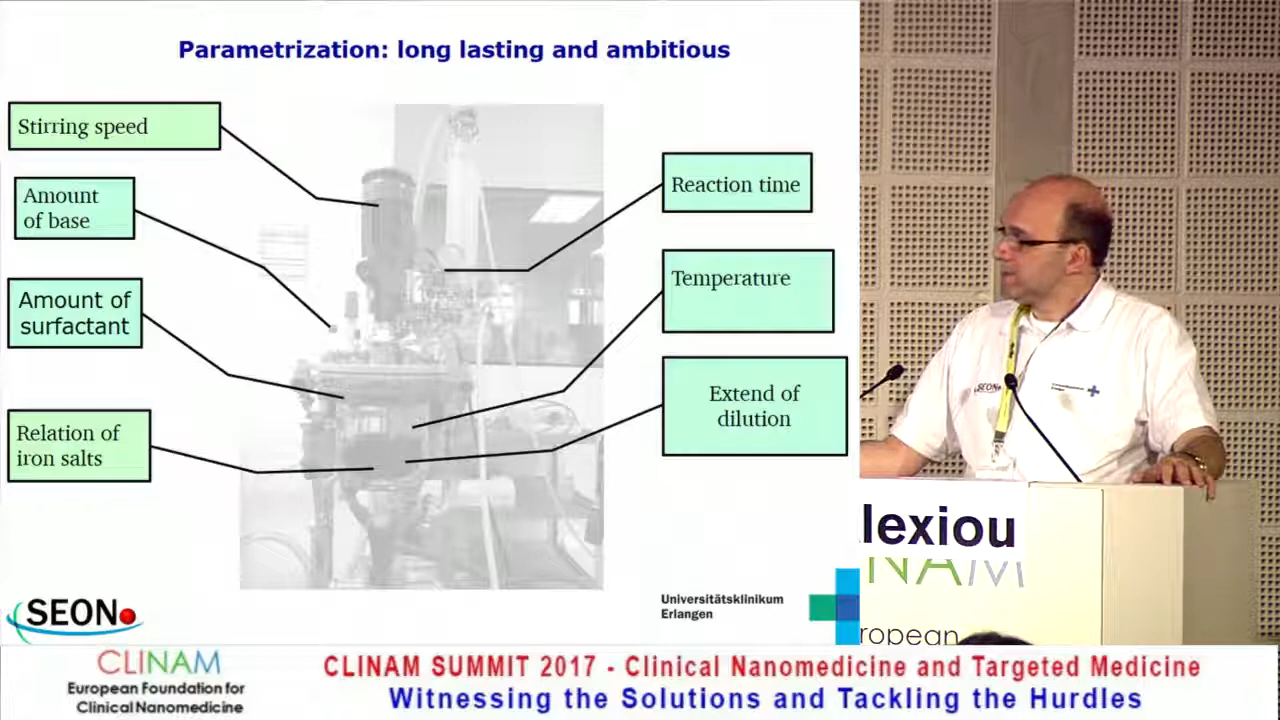 Parametrization: long lasting and ambitious
Stirring speed
Amount
of base
Amount of
surfactant
Relation of
iron salts
Reaction time
Temperature
Extend of
dilution
SEON
Universitätsklinikum
Erlangen
SEON
lexiou
NAM
ropean
CLINAM
European Foundation for
Clinical Nanomedicine
CLINAM SUMMIT 2017 - Clinical Nanomedicine and Targeted Medicine
Witnessing the Solutions and Tackling the Hurdles